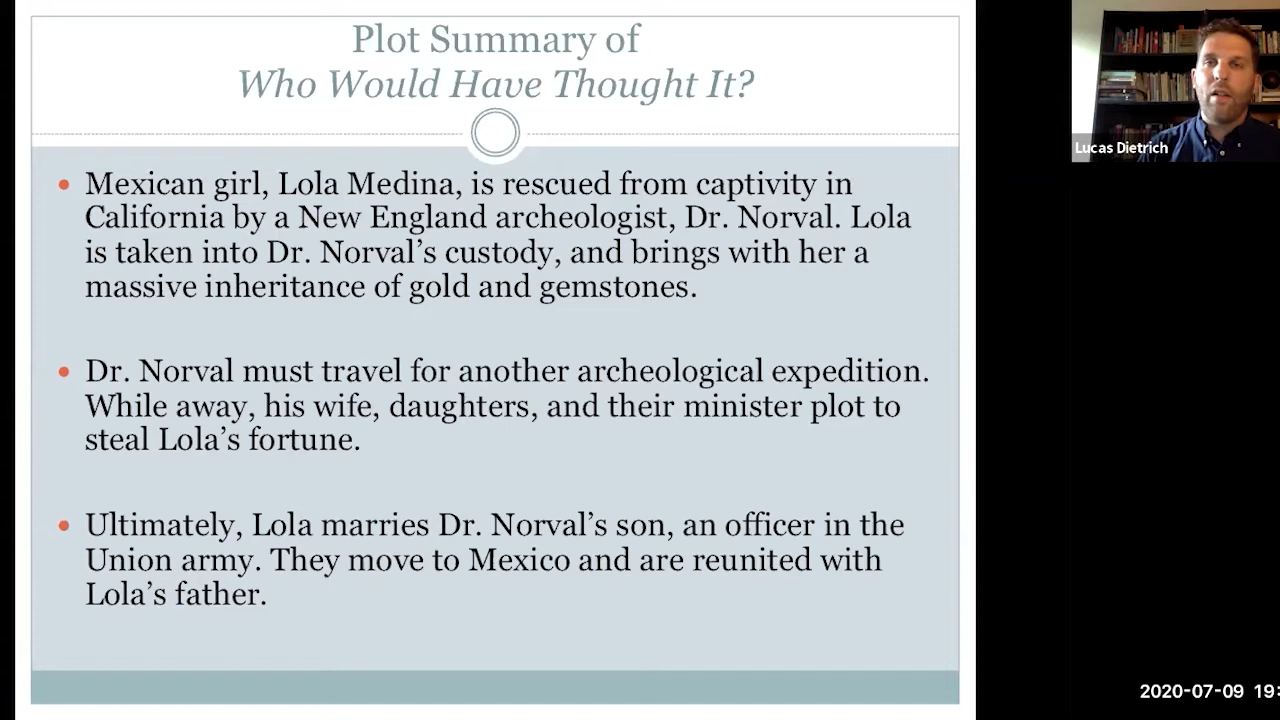 Plot Summary of
Who Would Have Thought It?
Lucas Dietrich
• Mexican girl, Lola Medina, is rescued from captivity in
California by a New England archeologist, Dr. Norval. Lola
is taken into Dr. Norval’s custody, and brings with her a
massive inheritance of gold and gemstones.
• Dr. Norval must travel for another archeological expedition.
While away, his wife, daughters, and their minister plot to
steal Lola’s fortune.
• Ultimately, Lola marries Dr. Norval’s son, an officer in the
Union army. They move to Mexico and are reunited with
Lola’s father.
2020-07-09 19: